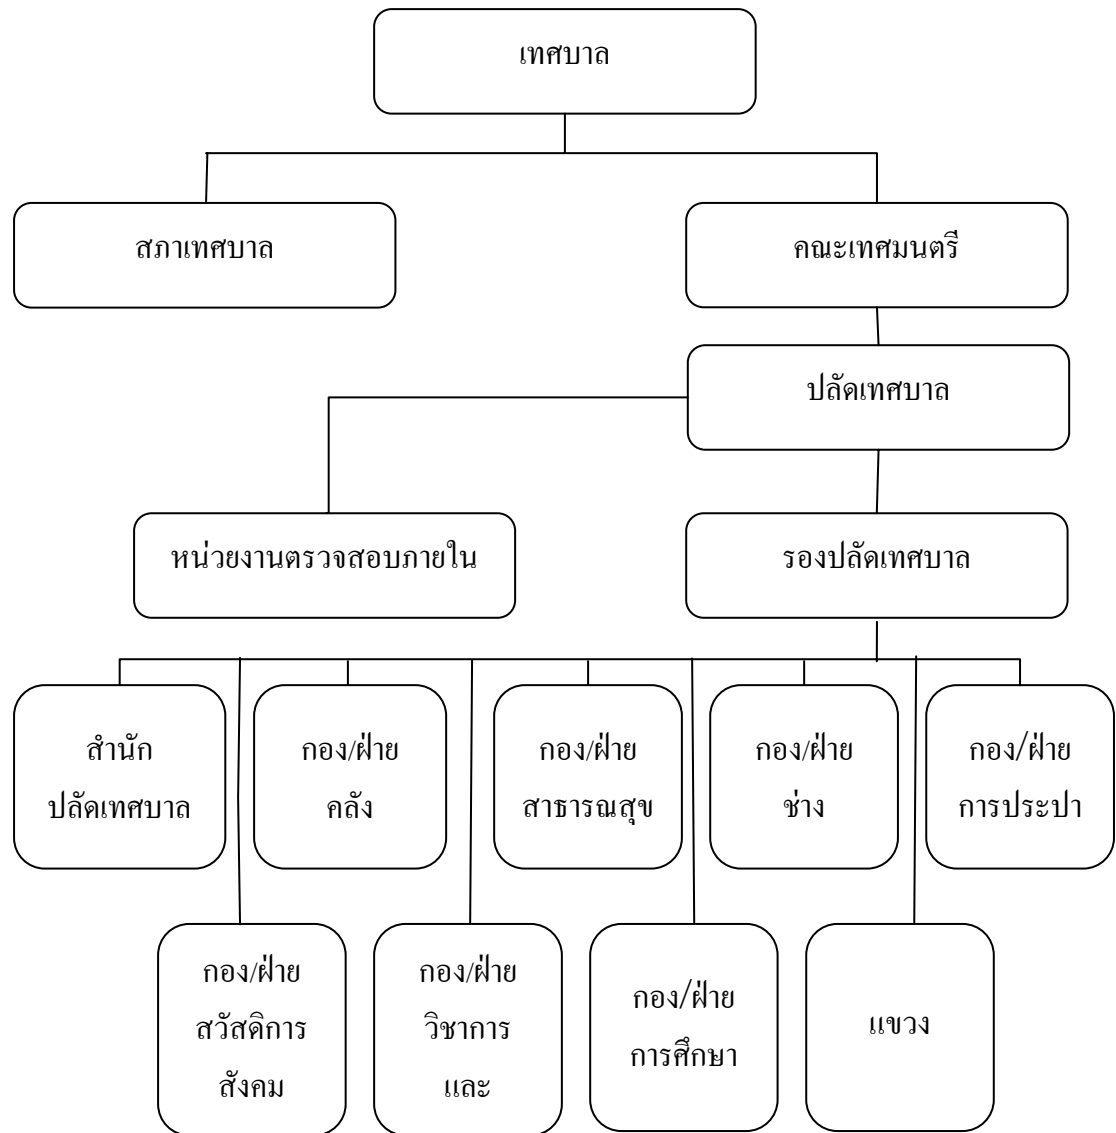 เทศบาล
สภาเทศบาล
คณะเทศมนตรี
ปลัดเทศบาล
หน่วยงานตรวจสอบภายใน
รองปลัดเทศบาล
สำนัก
ปลัดเทศบาล
กอง/ฝ่าย
คลัง
กอง/ฝ่าย
สาธารณสุข
กอง/ฝ่าย
ช่าง
กอง/ฝ่าย
การประปา
กอง/ฝ่าย
สวัสดิการ
สังคม
กอง/ฝ่าย
วิชาการ
และ
กอง/ฝ่าย
การศึกษา
แขวง